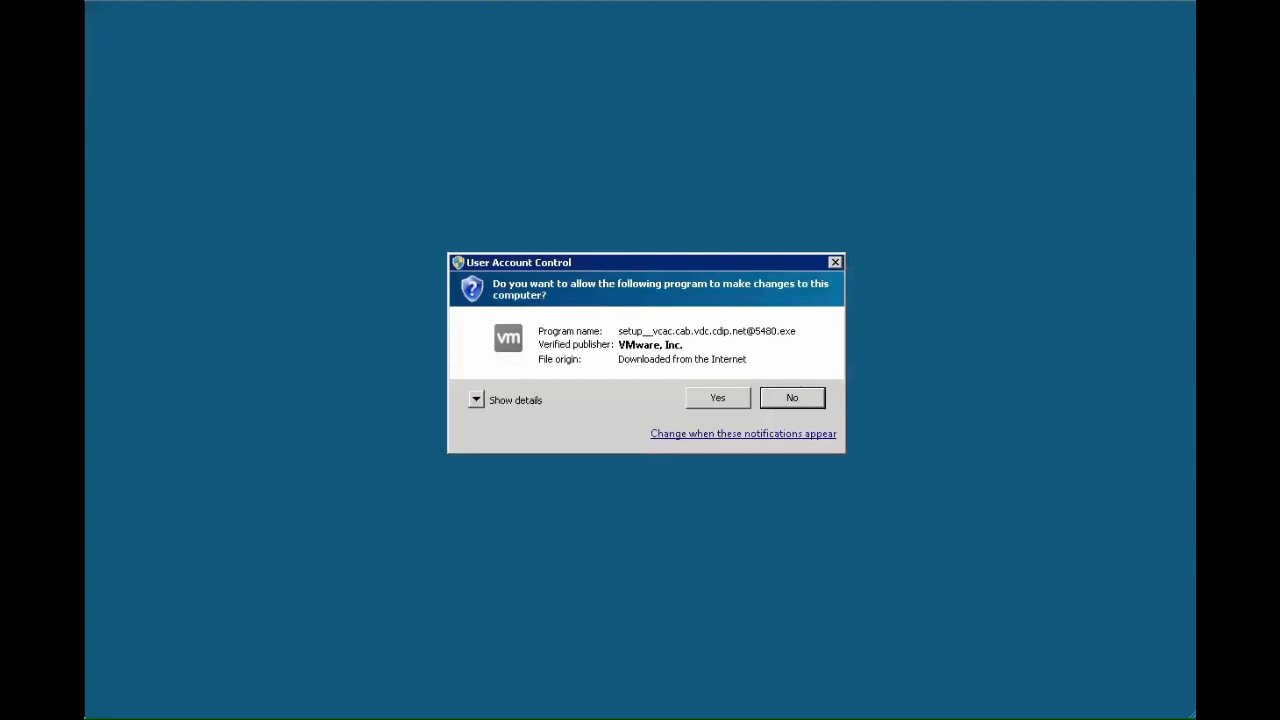 User Account Control
Do you want to allow the following program to make changes to this
computer?
vm
Program name: setup__vcac.cab.vdc.cdip.net@5480.exe
Verified publisher: VMware, Inc.
File origin: Downloaded from the Internet
Show details
Yes
No
Change when these notifications appear